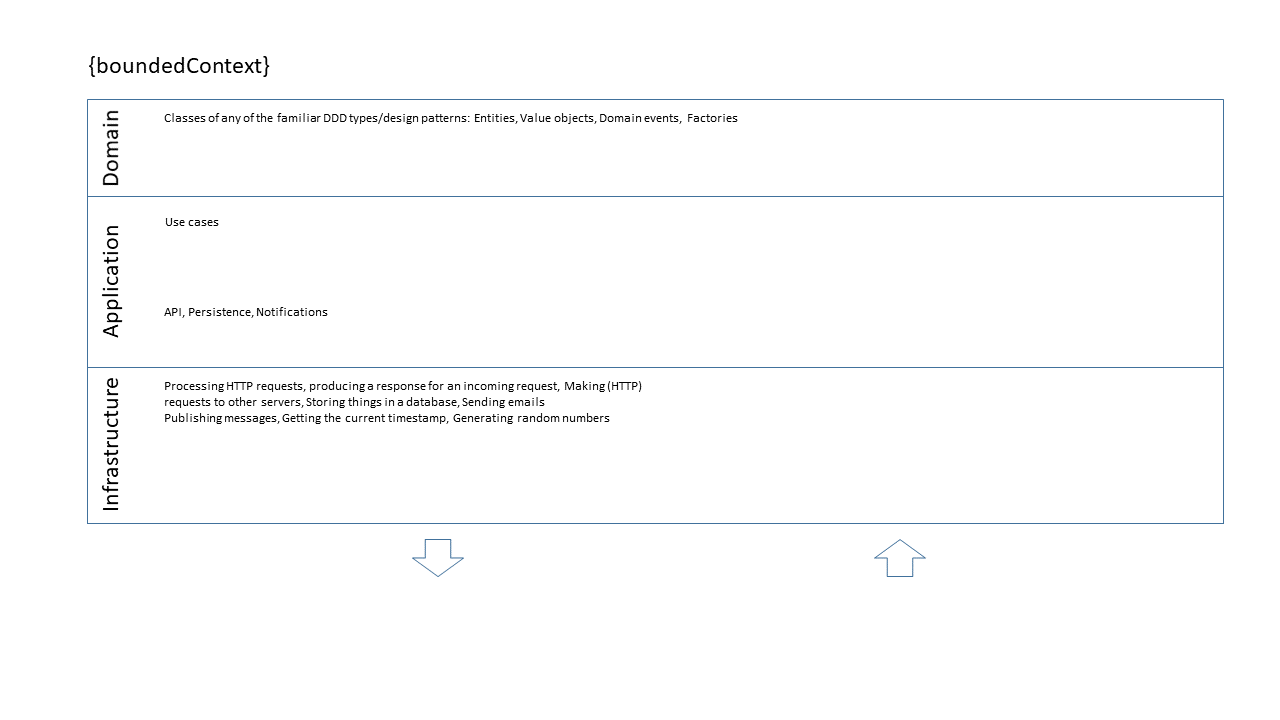 {boundedContext}
Domain
Classes of any of the familiar DDD types/design patterns: Entities, Value objects, Domain events, Factories
Application
Use cases
API, Persistence, Notifications
Infrastructure
Processing HTTP requests, producing a response for an incoming request, Making (HTTP)
requests to other servers, Storing things in a database, Sending emails
Publishing messages, Getting the current timestamp, Generating random numbers